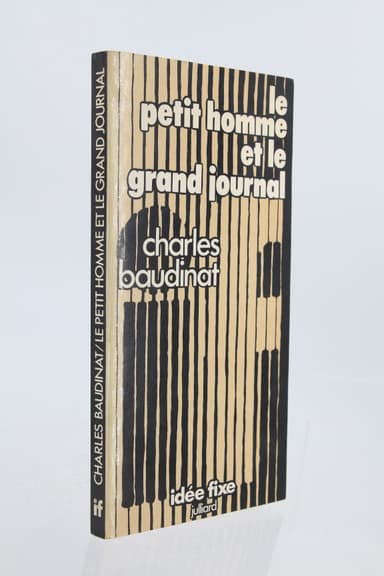 le
petit homme
et le
grand journal
charles
baudinat
idée fixe
julliard
CHARLES BAUDINAT/LE PETIT HOMME ET LE GRAND JOURNAL
if